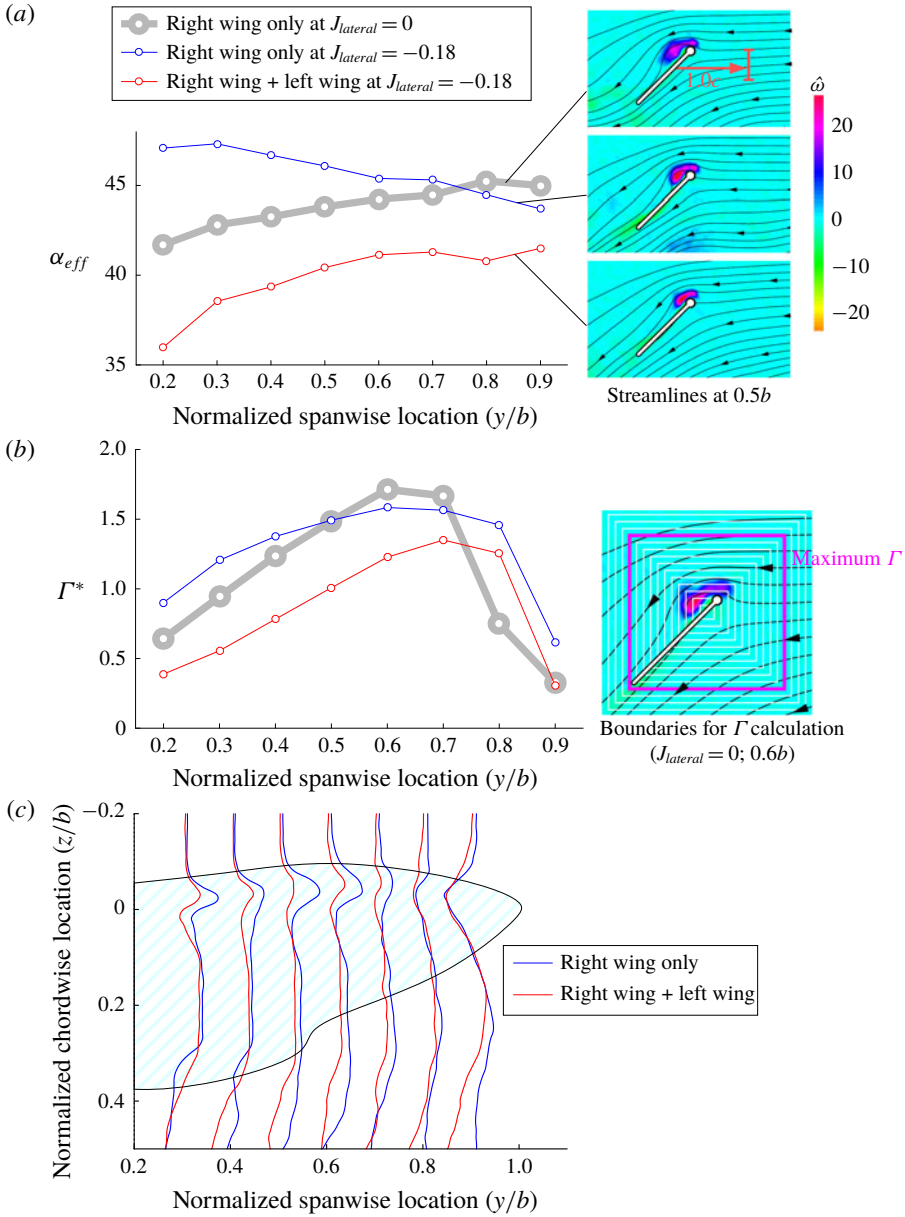 (a)
Right wing only at J_lateral = 0
Right wing only at J_lateral = −0.18
Right wing + left wing at J_lateral = −0.18
45
40
35
α_eff
0.2 0.3 0.4 0.5 0.6 0.7 0.8 0.9
Normalized spanwise location (y/b)
1.0c
ω̂
20
10
0
−10
−20
Streamlines at 0.5b
(b)
2.0
1.5
1.0
0.5
0
Γ*
0.2 0.3 0.4 0.5 0.6 0.7 0.8 0.9
Normalized spanwise location (y/b)
Maximum Γ
Boundaries for Γ calculation
(J_lateral = 0; 0.6b)
(c)
−0.2
0
0.2
0.4
Normalized chordwise location (z/b)
Right wing only
Right wing + left wing
0.2 0.4 0.6 0.8 1.0
Normalized spanwise location (y/b)